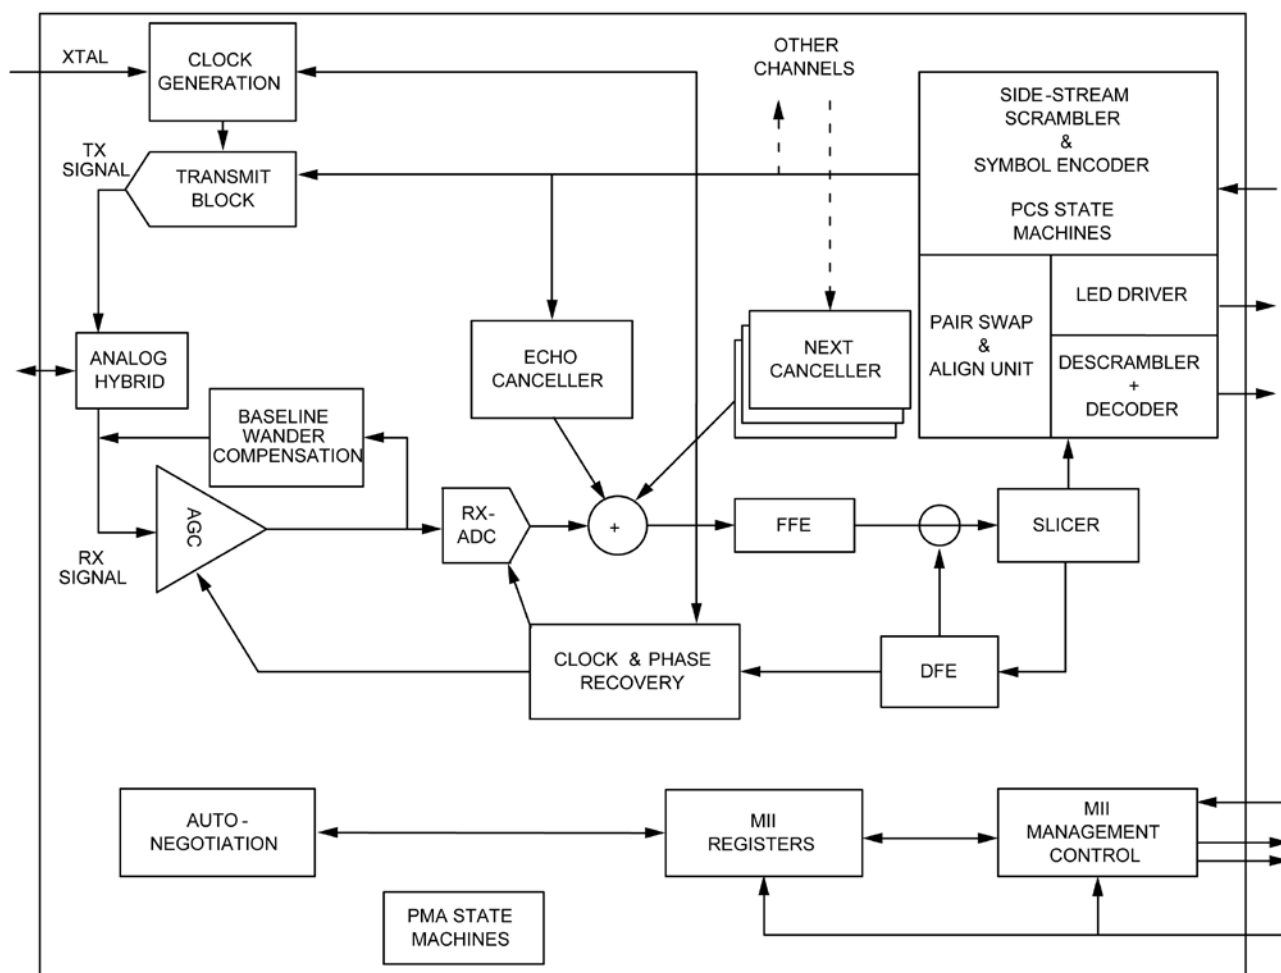 XTAL
CLOCK
GENERATION
OTHER
CHANNELS
SIDE-STREAM
SCRAMBLER
&
SYMBOL ENCODER
PCS STATE
MACHINES
TX
SIGNAL
TRANSMIT
BLOCK
LED DRIVER
PAIR SWAP
&
ALIGN UNIT
DESCRAMBLER
+
DECODER
ANALOG
HYBRID
ECHO
CANCELLER
NEXT
CANCELLER
BASELINE
WANDER
COMPENSATION
AGC
RX-
ADC
+
FFE
SLICER
RX
SIGNAL
CLOCK & PHASE
RECOVERY
DFE
AUTO-
NEGOTIATION
MII
REGISTERS
MII
MANAGEMENT
CONTROL
PMA STATE
MACHINES